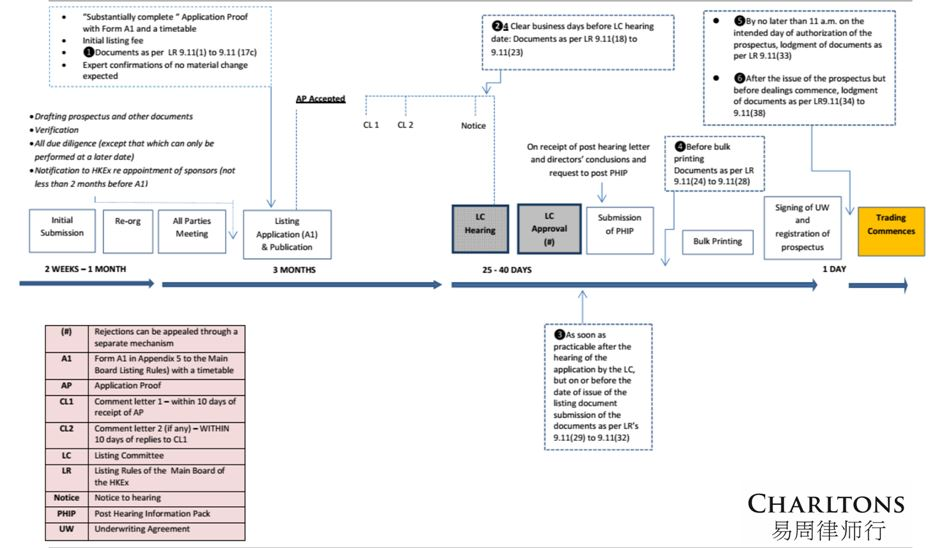 • "Substantially complete " Application Proof
with Form A1 and a timetable
• Initial listing fee
• ❶Documents as per LR 9.11(1) to 9.11 (17c)
• Expert confirmations of no material change
expected
❷4 Clear business days before LC hearing
date: Documents as per LR 9.11(18) to
9.11(23)
• ❺By no later than 11 a.m. on the
intended day of authorization of the
prospectus, lodgment of documents as
per LR 9.11(33)
• ❻After the issue of the prospectus but
before dealings commence, lodgment
of documents as per LR9.11(34) to
9.11(38)
AP Accepted
CL 1
CL 2
Notice
• Drafting prospectus and other documents
• Verification
• All due diligence (except that which can only be
performed at a later date)
• Notification to HKEx re appointment of sponsors (not
less than 2 months before A1)
On receipt of post hearing letter
and directors' conclusions and
request to post PHIP
❹Before bulk
printing
Documents as per LR
9.11(24) to 9.11(28)
Initial
Submission
Re-org
All Parties
Meeting
Listing
Application (A1)
& Publication
LC
Hearing
LC
Approval
(#)
Submission
of PHIP
Bulk Printing
Signing of UW
and
registration of
prospectus
Trading
Commences
2 WEEKS – 1 MONTH
3 MONTHS
25 - 40 DAYS
1 DAY
❸As soon as
practicable after the
hearing of the
application by the LC,
but on or before the
date of issue of the
listing document
submission of the
documents as per LR's
9.11(29) to 9.11(32)
(#) Rejections can be appealed through a
separate mechanism
A1 Form A1 in Appendix 5 to the Main
Board Listing Rules) with a timetable
AP Application Proof
CL1 Comment letter 1 – within 10 days of
receipt of AP
CL2 Comment letter 2 (if any) – WITHIN
10 days of replies to CL1
LC Listing Committee
LR Listing Rules of the Main Board of
the HKEx
Notice Notice to hearing
PHIP Post Hearing Information Pack
UW Underwriting Agreement
CHARLTONS
易周律师行